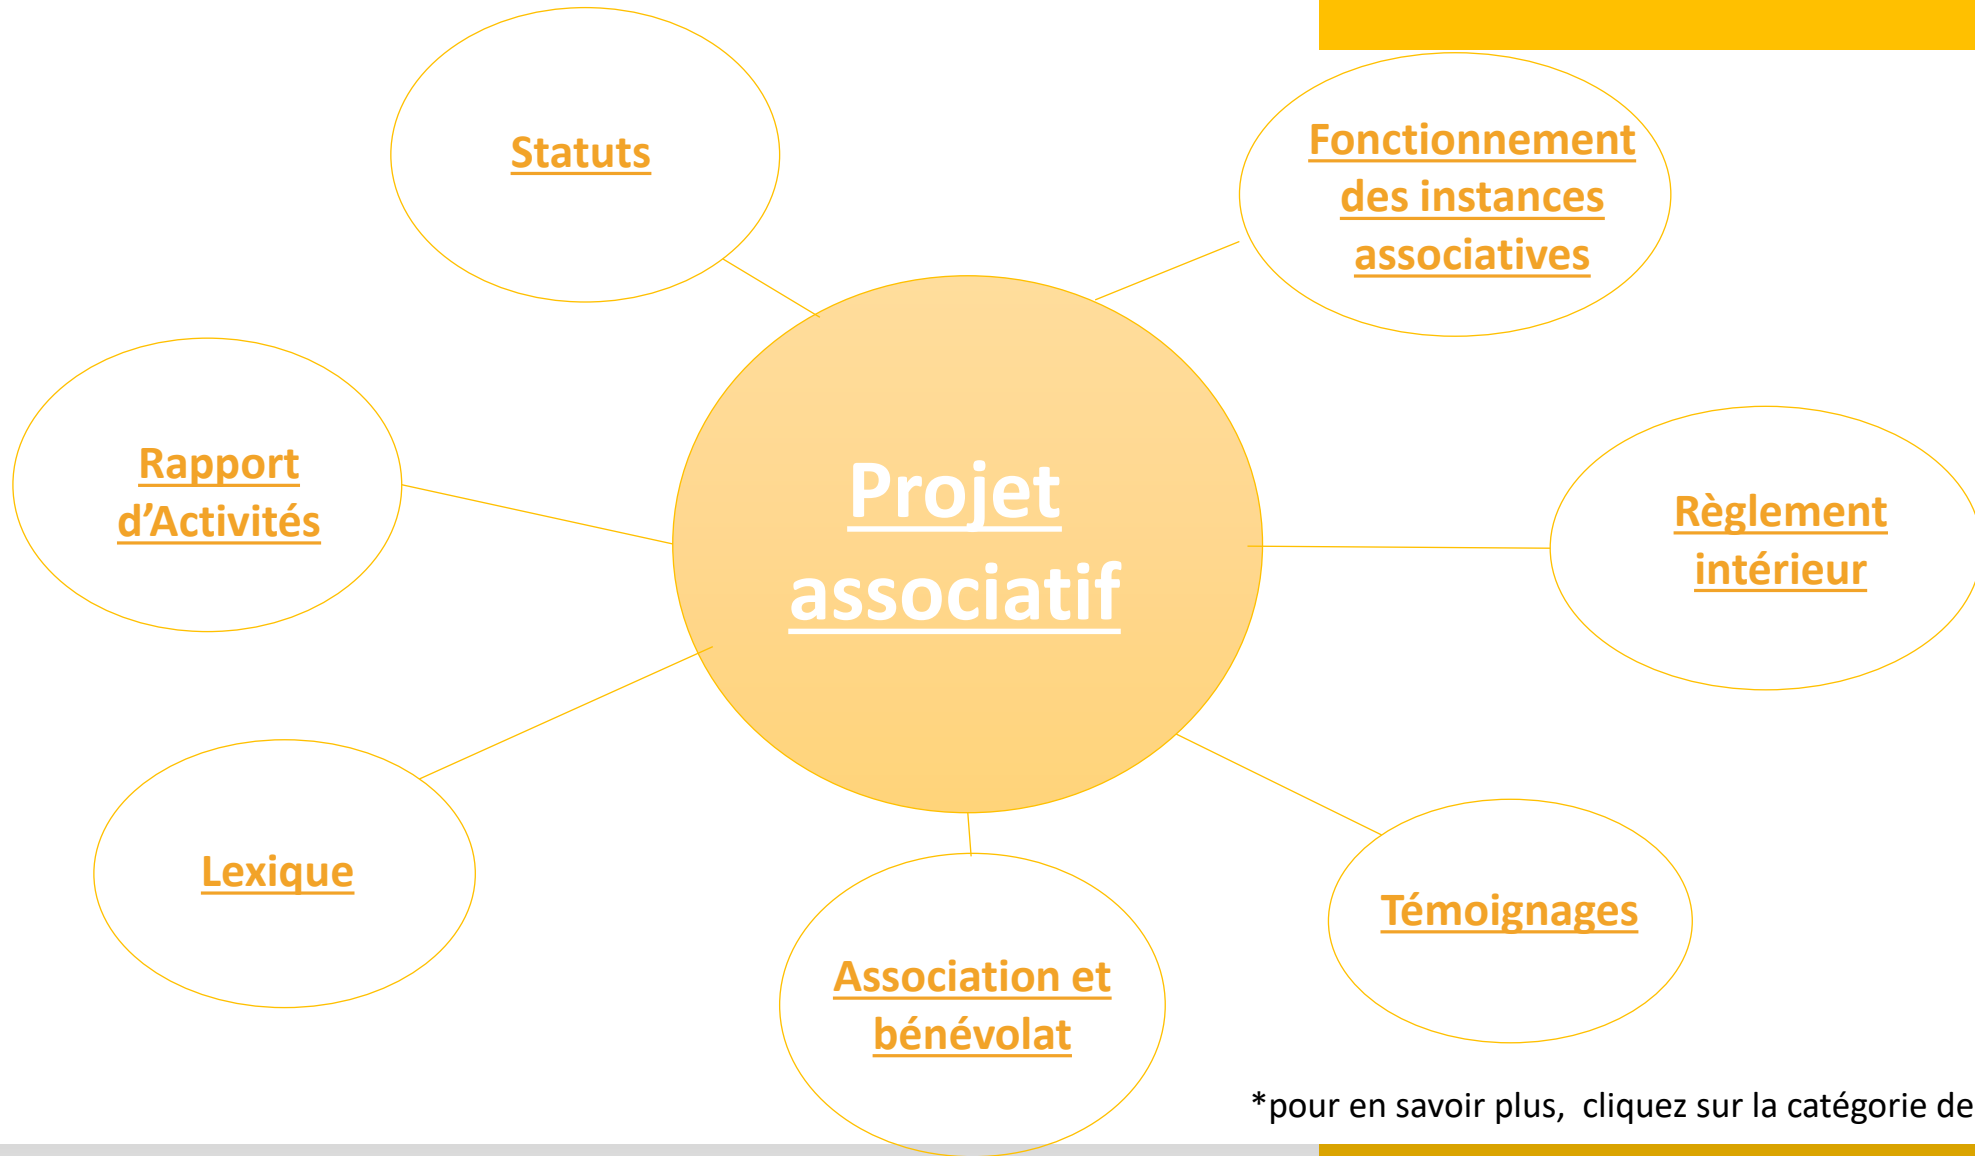 Statuts
Fonctionnement
des instances
associatives
Rapport
d’Activités
Projet
associatif
Règlement
intérieur
Lexique
Témoignages
Association et
bénévolat
*pour en savoir plus,  cliquez sur la catégorie de